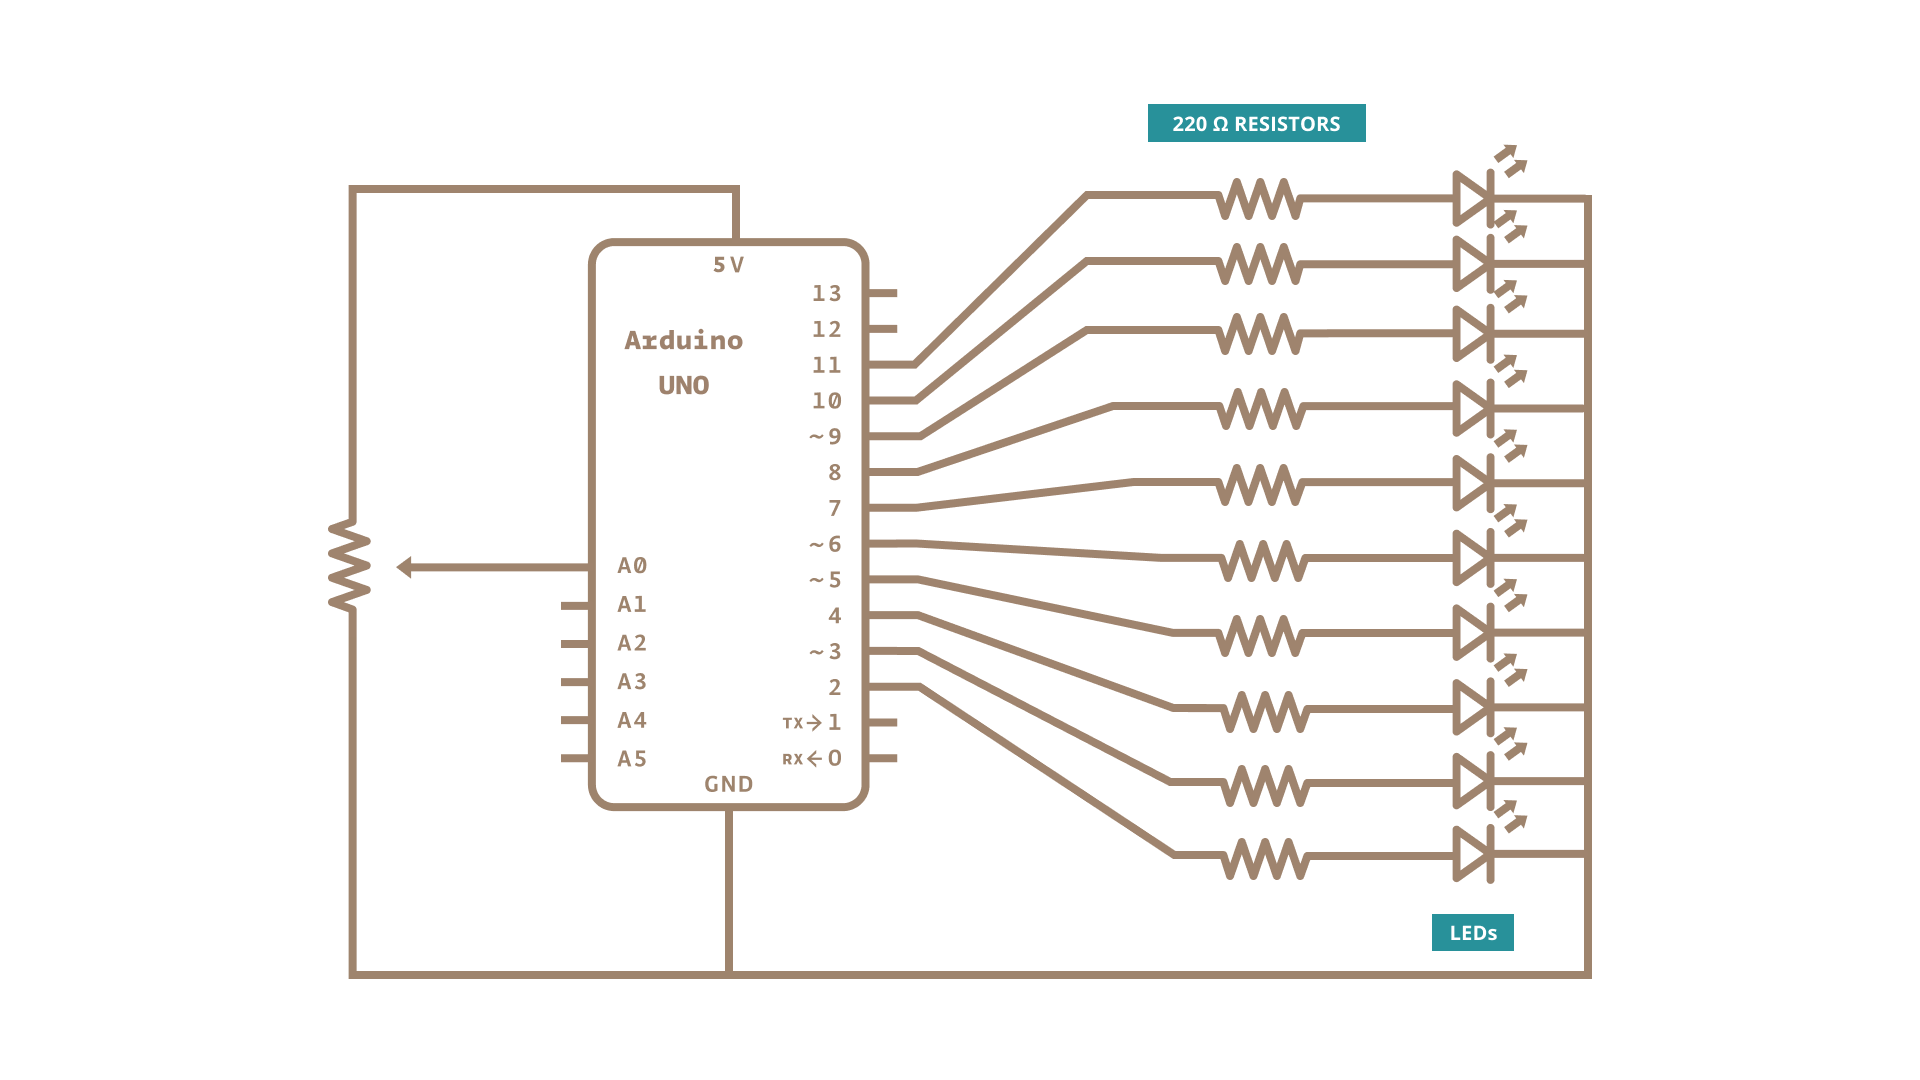 220 Ω RESISTORS
5V
13
Arduino
12
UNO
11
10
~9
8
7
~6
A0
~5
A1
4
A2
~3
A3
2
A4
TX→1
A5
RX←0
GND
LEDs